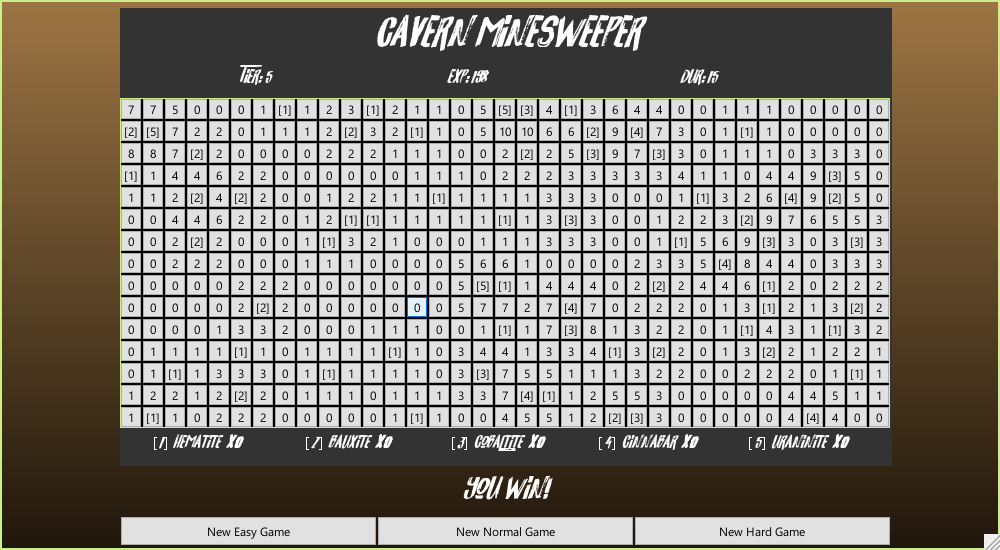 CAVERN MINESWEEPER
TIER: 5 EXP: 198 DUR: 15
7 7 5 0 0 0 1 [1] 1 2 3 [1] 2 1 1 0 5 [5] [3] 4 [1] 3 6 4 4 0 0 1 1 1 0 0 0 0 0
[2] [5] 7 2 2 0 1 1 1 2 [2] 3 2 [1] 1 0 5 10 10 6 6 [2] 9 [4] 7 3 0 1 [1] 1 0 0 0 0 0
8 8 7 [2] 2 0 0 0 0 2 2 2 1 1 1 0 0 2 [2] 2 5 [3] 9 7 [3] 3 0 1 1 1 0 3 3 3 0
[1] 1 4 4 6 2 2 0 0 0 0 0 0 1 1 1 0 2 2 2 3 3 3 3 3 4 1 1 0 4 4 9 [3] 5 0
1 1 2 [2] 4 [2] 2 0 0 1 2 2 1 1 [1] 1 1 1 1 3 3 3 0 0 0 1 [1] 3 2 6 [4] 9 [2] 5 0
0 0 4 4 6 2 2 0 1 2 [1] [1] 1 1 1 1 1 [1] 1 3 [3] 3 0 0 1 2 2 3 [2] 9 7 6 5 5 3
0 0 2 [2] 2 0 0 0 1 [1] 3 2 1 0 0 0 1 1 1 3 3 3 0 0 1 [1] 5 6 9 [3] 3 0 3 [3] 3
0 0 2 2 2 0 0 0 1 1 1 0 0 0 0 5 6 6 1 0 0 0 0 2 3 3 5 [4] 8 4 4 0 3 3 3
0 0 0 0 0 0 0 0 0 0 0 0 0 0 0 5 [5] [1] 1 4 4 4 0 2 [2] 2 4 4 6 [1] 2 0 2 2 2
0 0 0 0 0 2 [2] 2 0 0 0 0 0 0 0 5 7 7 2 7 [4] 7 0 2 2 2 0 1 3 [1] 2 1 3 [2] 2
0 0 0 0 1 3 3 2 0 0 0 1 1 1 0 0 1 [1] 1 7 [3] 8 1 3 2 2 0 1 [1] 4 3 1 [1] 3 2
0 1 1 1 1 [1] 1 0 1 1 1 1 [1] 1 0 3 4 4 1 3 3 4 [1] 3 [2] 2 0 1 3 [2] 2 1 2 2 1
0 1 [1] 1 3 3 3 0 1 [1] 1 1 1 1 0 3 [3] 7 5 5 1 1 1 3 2 2 0 0 2 2 2 0 1 [1] 1
1 2 2 1 2 [2] 2 0 1 1 1 0 1 1 1 3 3 7 [4] [1] 1 2 5 5 3 0 0 0 0 0 4 4 5 1 1
1 [1] 1 0 2 2 2 0 0 0 0 0 1 [1] 1 0 0 4 5 5 1 2 [2] [3] 3 0 0 0 0 0 4 [4] 4 0 0
[1] HEMATITE X0 [2] BAUXITE X0 [3] COBALTITE X0 [4] CINNABAR X0 [5] URANINITE X0
YOU WIN!
New Easy Game New Normal Game New Hard Game